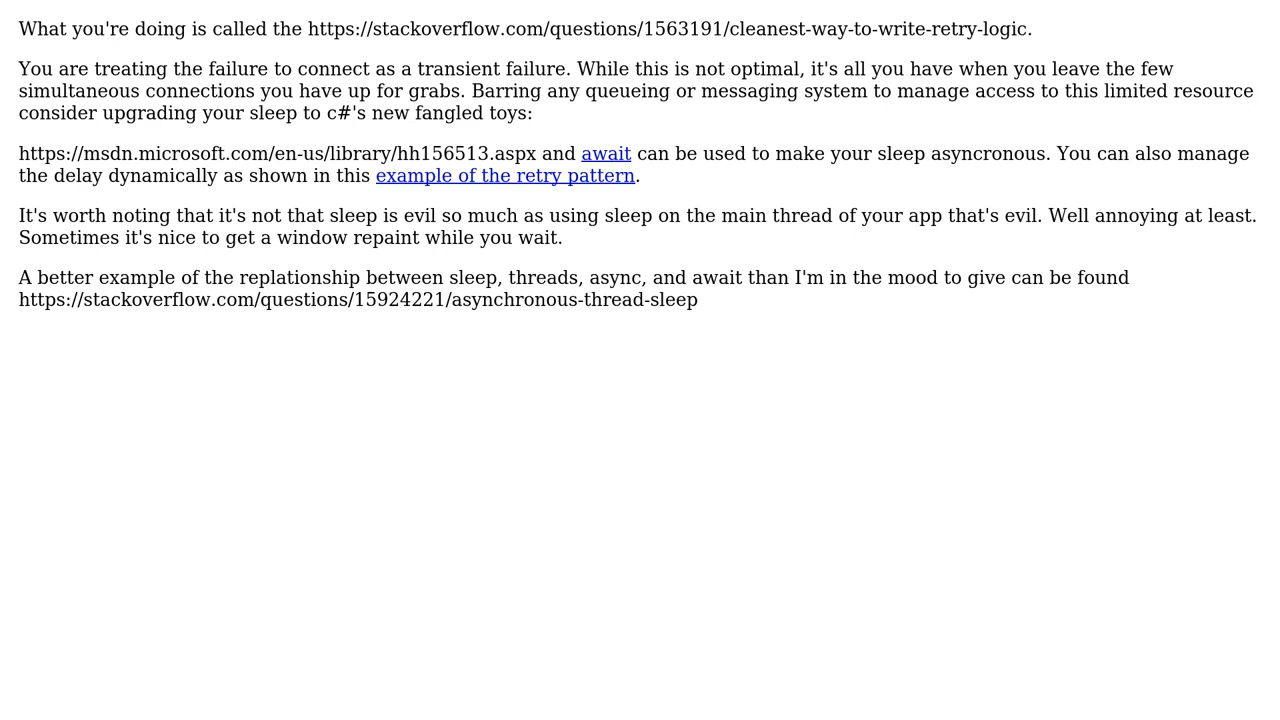 What you're doing is called the https://stackoverflow.com/questions/1563191/cleanest-way-to-write-retry-logic.
You are treating the failure to connect as a transient failure. While this is not optimal, it's all you have when you leave the few
simultaneous connections you have up for grabs. Barring any queueing or messaging system to manage access to this limited resource
consider upgrading your sleep to c#'s new fangled toys:
https://msdn.microsoft.com/en-us/library/hh156513.aspx and await can be used to make your sleep asyncronous. You can also manage
the delay dynamically as shown in this example of the retry pattern.
It's worth noting that it's not that sleep is evil so much as using sleep on the main thread of your app that's evil. Well annoying at least.
Sometimes it's nice to get a window repaint while you wait.
A better example of the replationship between sleep, threads, async, and await than I'm in the mood to give can be found
https://stackoverflow.com/questions/15924221/asynchronous-thread-sleep